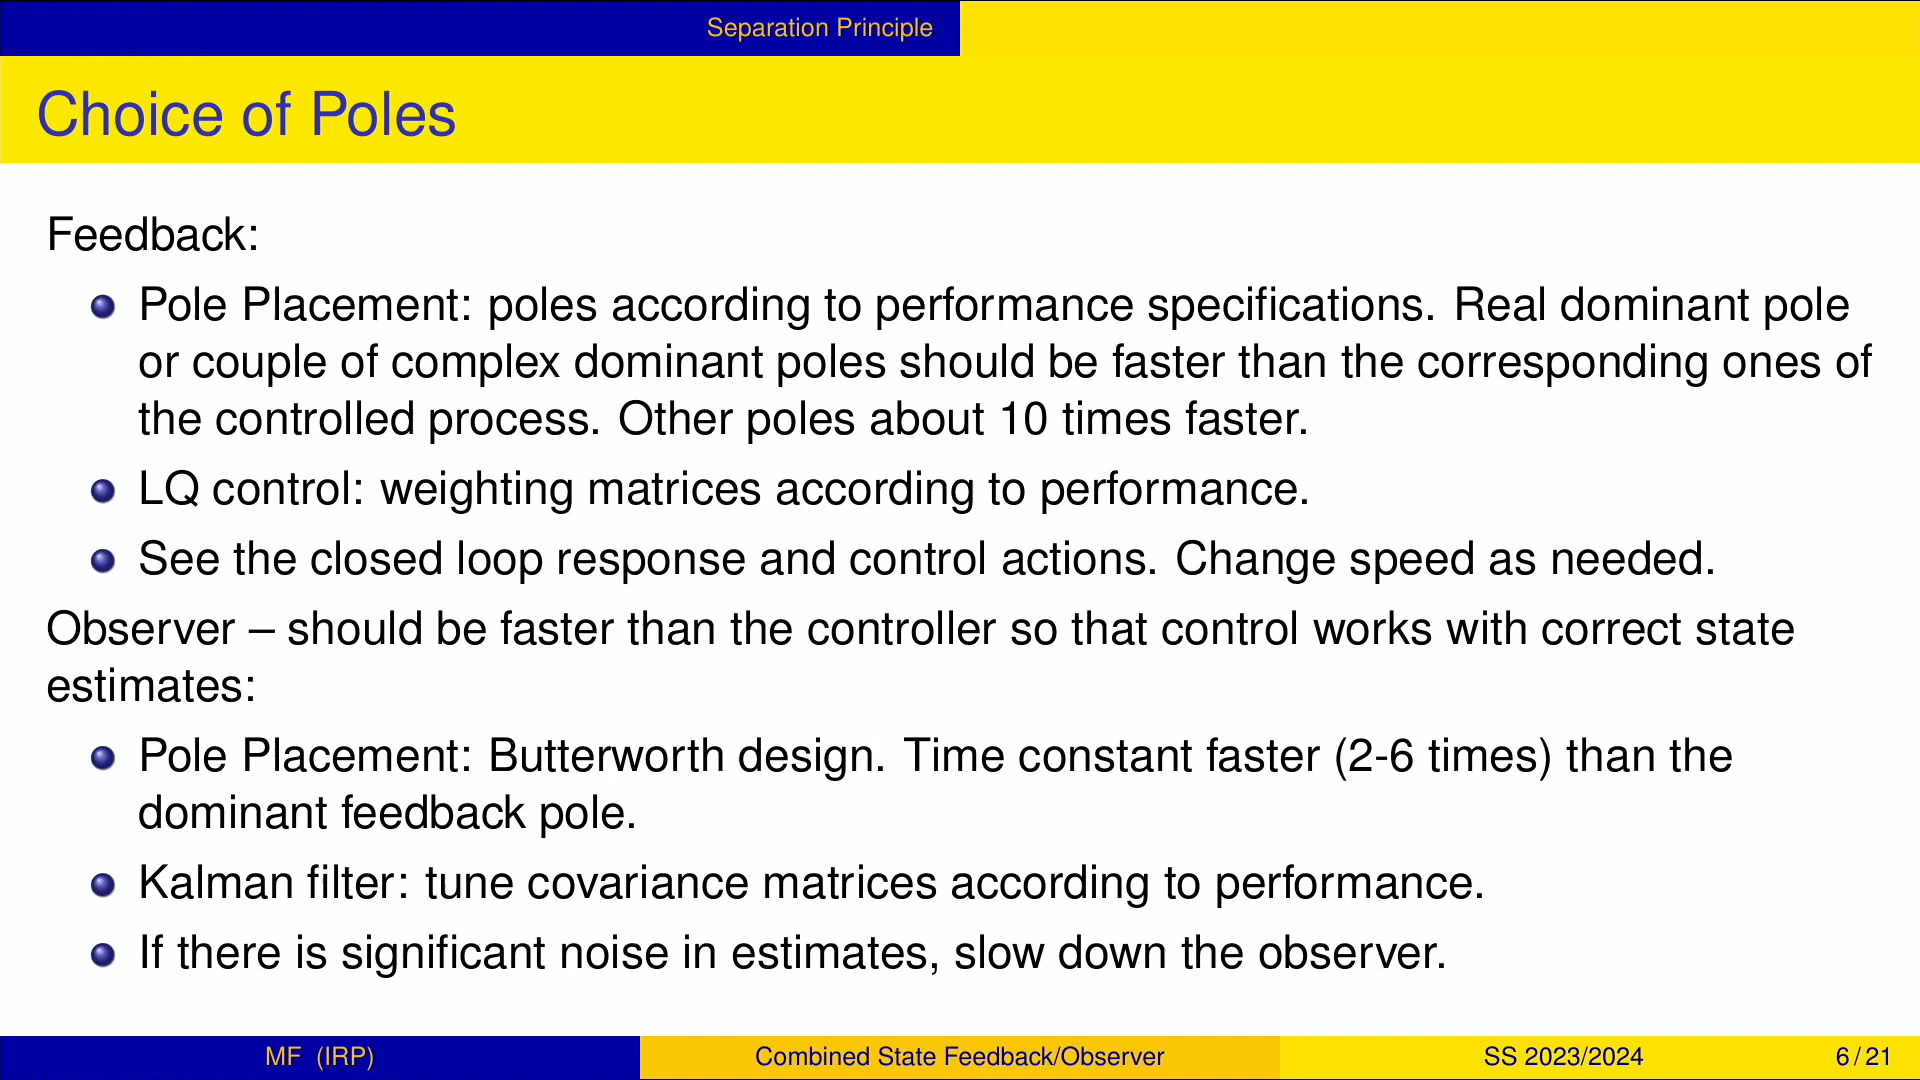 Separation Principle
Choice of Poles
Feedback:
Pole Placement: poles according to performance specifications. Real dominant pole
or couple of complex dominant poles should be faster than the corresponding ones of
the controlled process. Other poles about 10 times faster.
LQ control: weighting matrices according to performance.
See the closed loop response and control actions. Change speed as needed.
Observer – should be faster than the controller so that control works with correct state
estimates:
Pole Placement: Butterworth design. Time constant faster (2-6 times) than the
dominant feedback pole.
Kalman filter: tune covariance matrices according to performance.
If there is significant noise in estimates, slow down the observer.
MF (IRP) Combined State Feedback/Observer SS 2023/2024 6 / 21